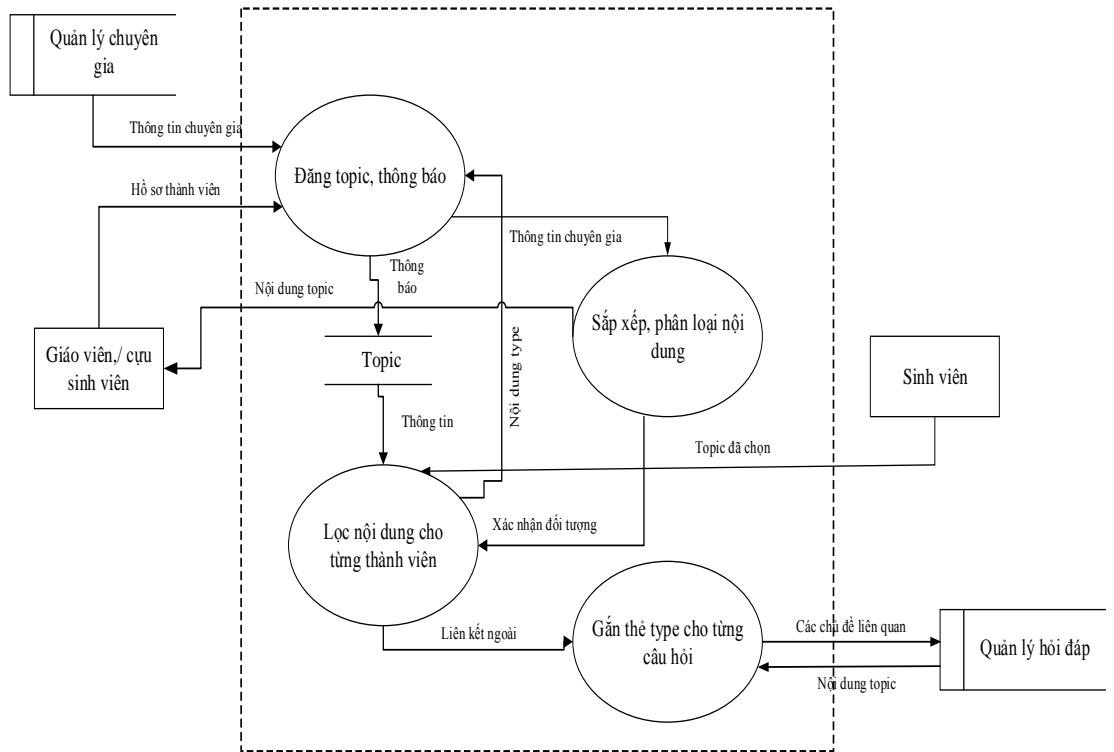 Quản lý chuyên
gia
Thông tin chuyên gia
Đăng topic, thông báo
Hồ sơ thành viên
Thông tin chuyên gia
Thông
báo
Nội dung topic
Sắp xếp, phân loại nội
dung
Nội dung type
Giáo viên,/ cựu
sinh viên
Topic
Sinh viên
Thông tin
Topic đã chọn
Lọc nội dung cho
từng thành viên
Xác nhận đối tượng
Liên kết ngoài
Gắn thẻ type cho từng
câu hỏi
Các chủ đề liên quan
Quản lý hỏi đáp
Nội dung topic